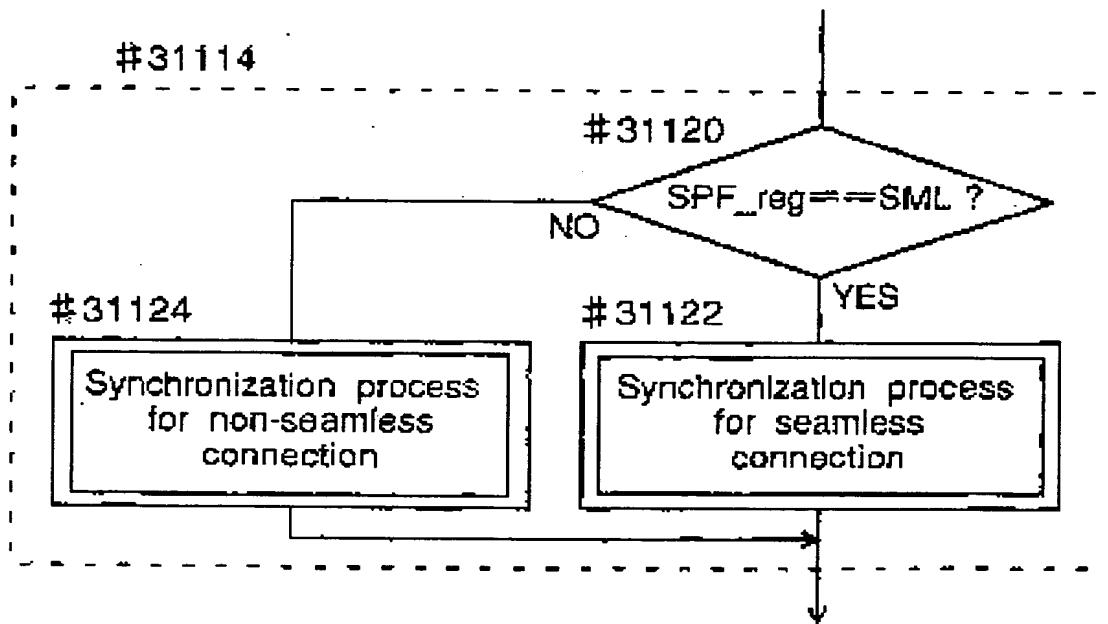 #31114
#31120
SPF_reg==SML ?
NO
YES
#31124
#31122
Synchronization process
for non-seamless
connection
Synchronization process
for seamless
connection